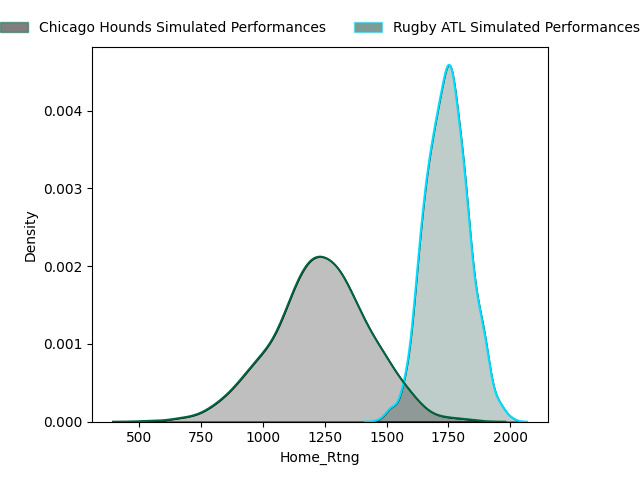 Chicago Hounds Simulated Performances Rugby ATL Simulated Performances
0.004
0.003
0.002
0.001
0.000
Density
500 750 1000 1250 1500 1750 2000
Home_Rtng